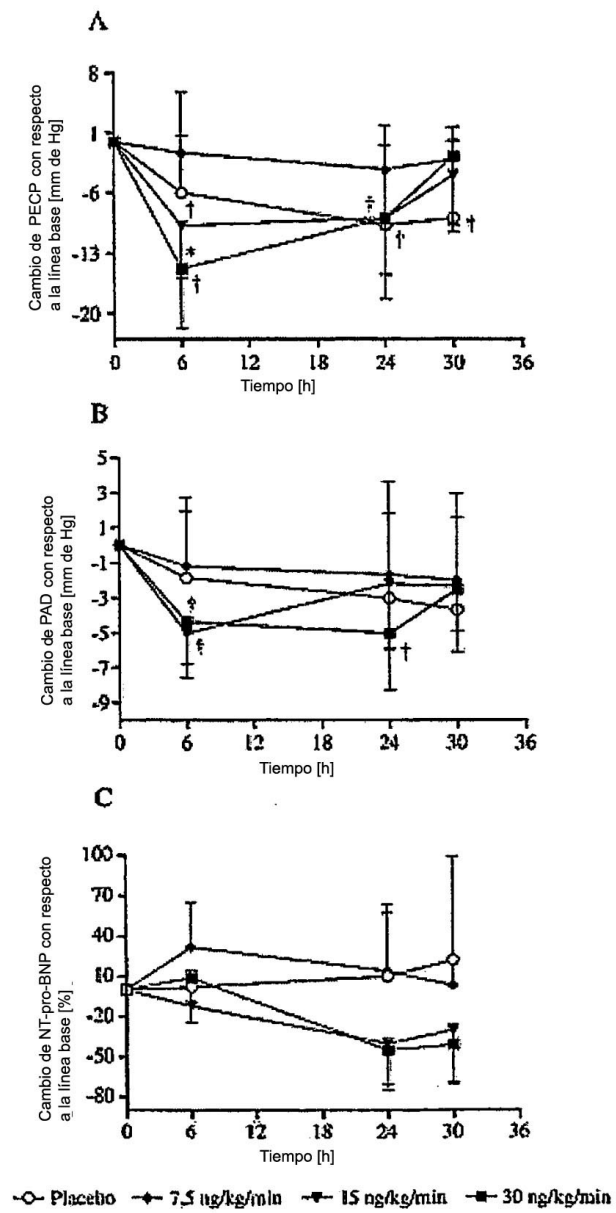 A
8
1
-6
-13
-20
Cambio de PECP con respecto
a la línea base [mm de Hg]
†
*
†
‡
†
†
0 6 12 18 24 30 36
Tiempo [h]
B
5
3
1
-1
-3
-5
-7
-9
Cambio de PAD con respecto
a la línea base [mm de Hg]
†
0 6 12 18 24 30 36
Tiempo [h]
C
100
70
40
10
-20
-50
-80
Cambio de NT-pro-BNP con respecto
a la línea base [%]
0 6 12 18 24 30 36
Tiempo [h]
Placebo 7,5 ng/kg/min 15 ng/kg/min 30 ng/kg/min